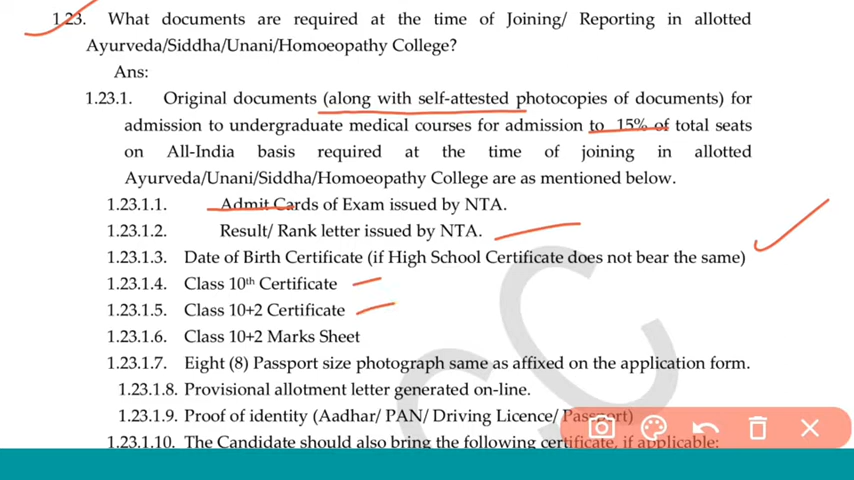 1.23. What documents are required at the time of Joining/ Reporting in allotted
Ayurveda/Siddha/Unani/Homoeopathy College?
Ans:
1.23.1. Original documents (along with self-attested photocopies of documents) for
admission to undergraduate medical courses for admission to 15% of total seats
on All-India basis required at the time of joining in allotted
Ayurveda/Unani/Siddha/Homoeopathy College are as mentioned below.
1.23.1.1. Admit Cards of Exam issued by NTA.
1.23.1.2. Result/ Rank letter issued by NTA.
1.23.1.3. Date of Birth Certificate (if High School Certificate does not bear the same)
1.23.1.4. Class 10th Certificate
1.23.1.5. Class 10+2 Certificate
1.23.1.6. Class 10+2 Marks Sheet
1.23.1.7. Eight (8) Passport size photograph same as affixed on the application form.
1.23.1.8. Provisional allotment letter generated on-line.
1.23.1.9. Proof of identity (Aadhar/ PAN/ Driving Licence/ Passport)
1.23.1.10. The Candidate should also bring the following certificate, if applicable:
CC